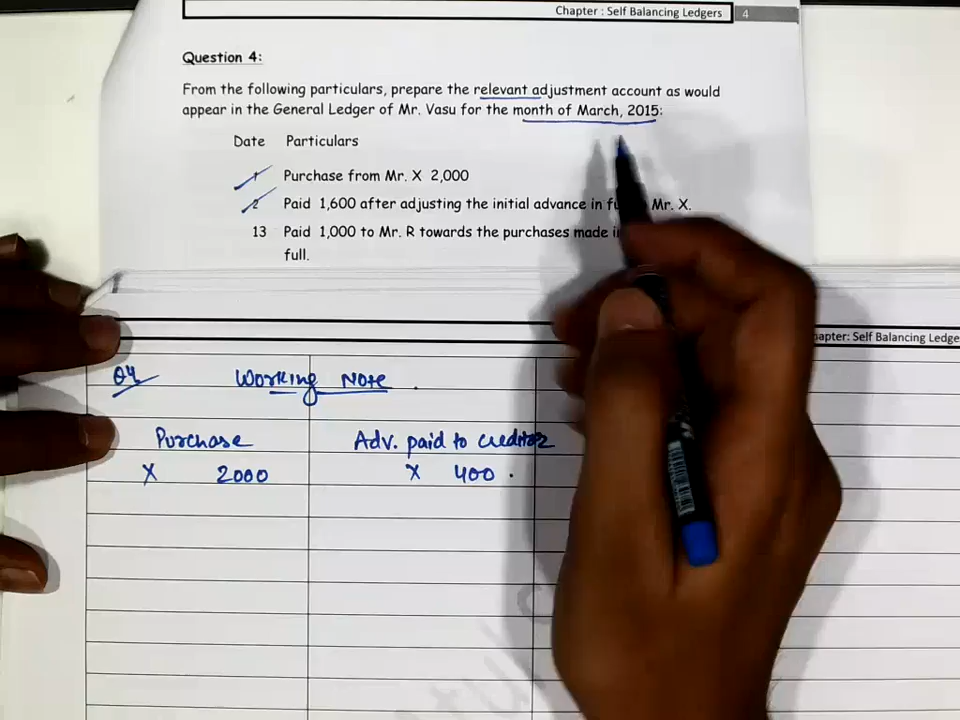 Chapter : Self Balancing Ledgers 4
Question 4:
From the following particulars, prepare the relevant adjustment account as would
appear in the General Ledger of Mr. Vasu for the month of March, 2015:
Date Particulars
1 Purchase from Mr. X 2,000
2 Paid 1,600 after adjusting the initial advance in Mr. X.
13 Paid 1,000 to Mr. R towards the purchases made
full.
Chapter: Self Balancing Ledge
Q4 Working Note
Purchase Adv. paid to creditor
X 2000 X 400